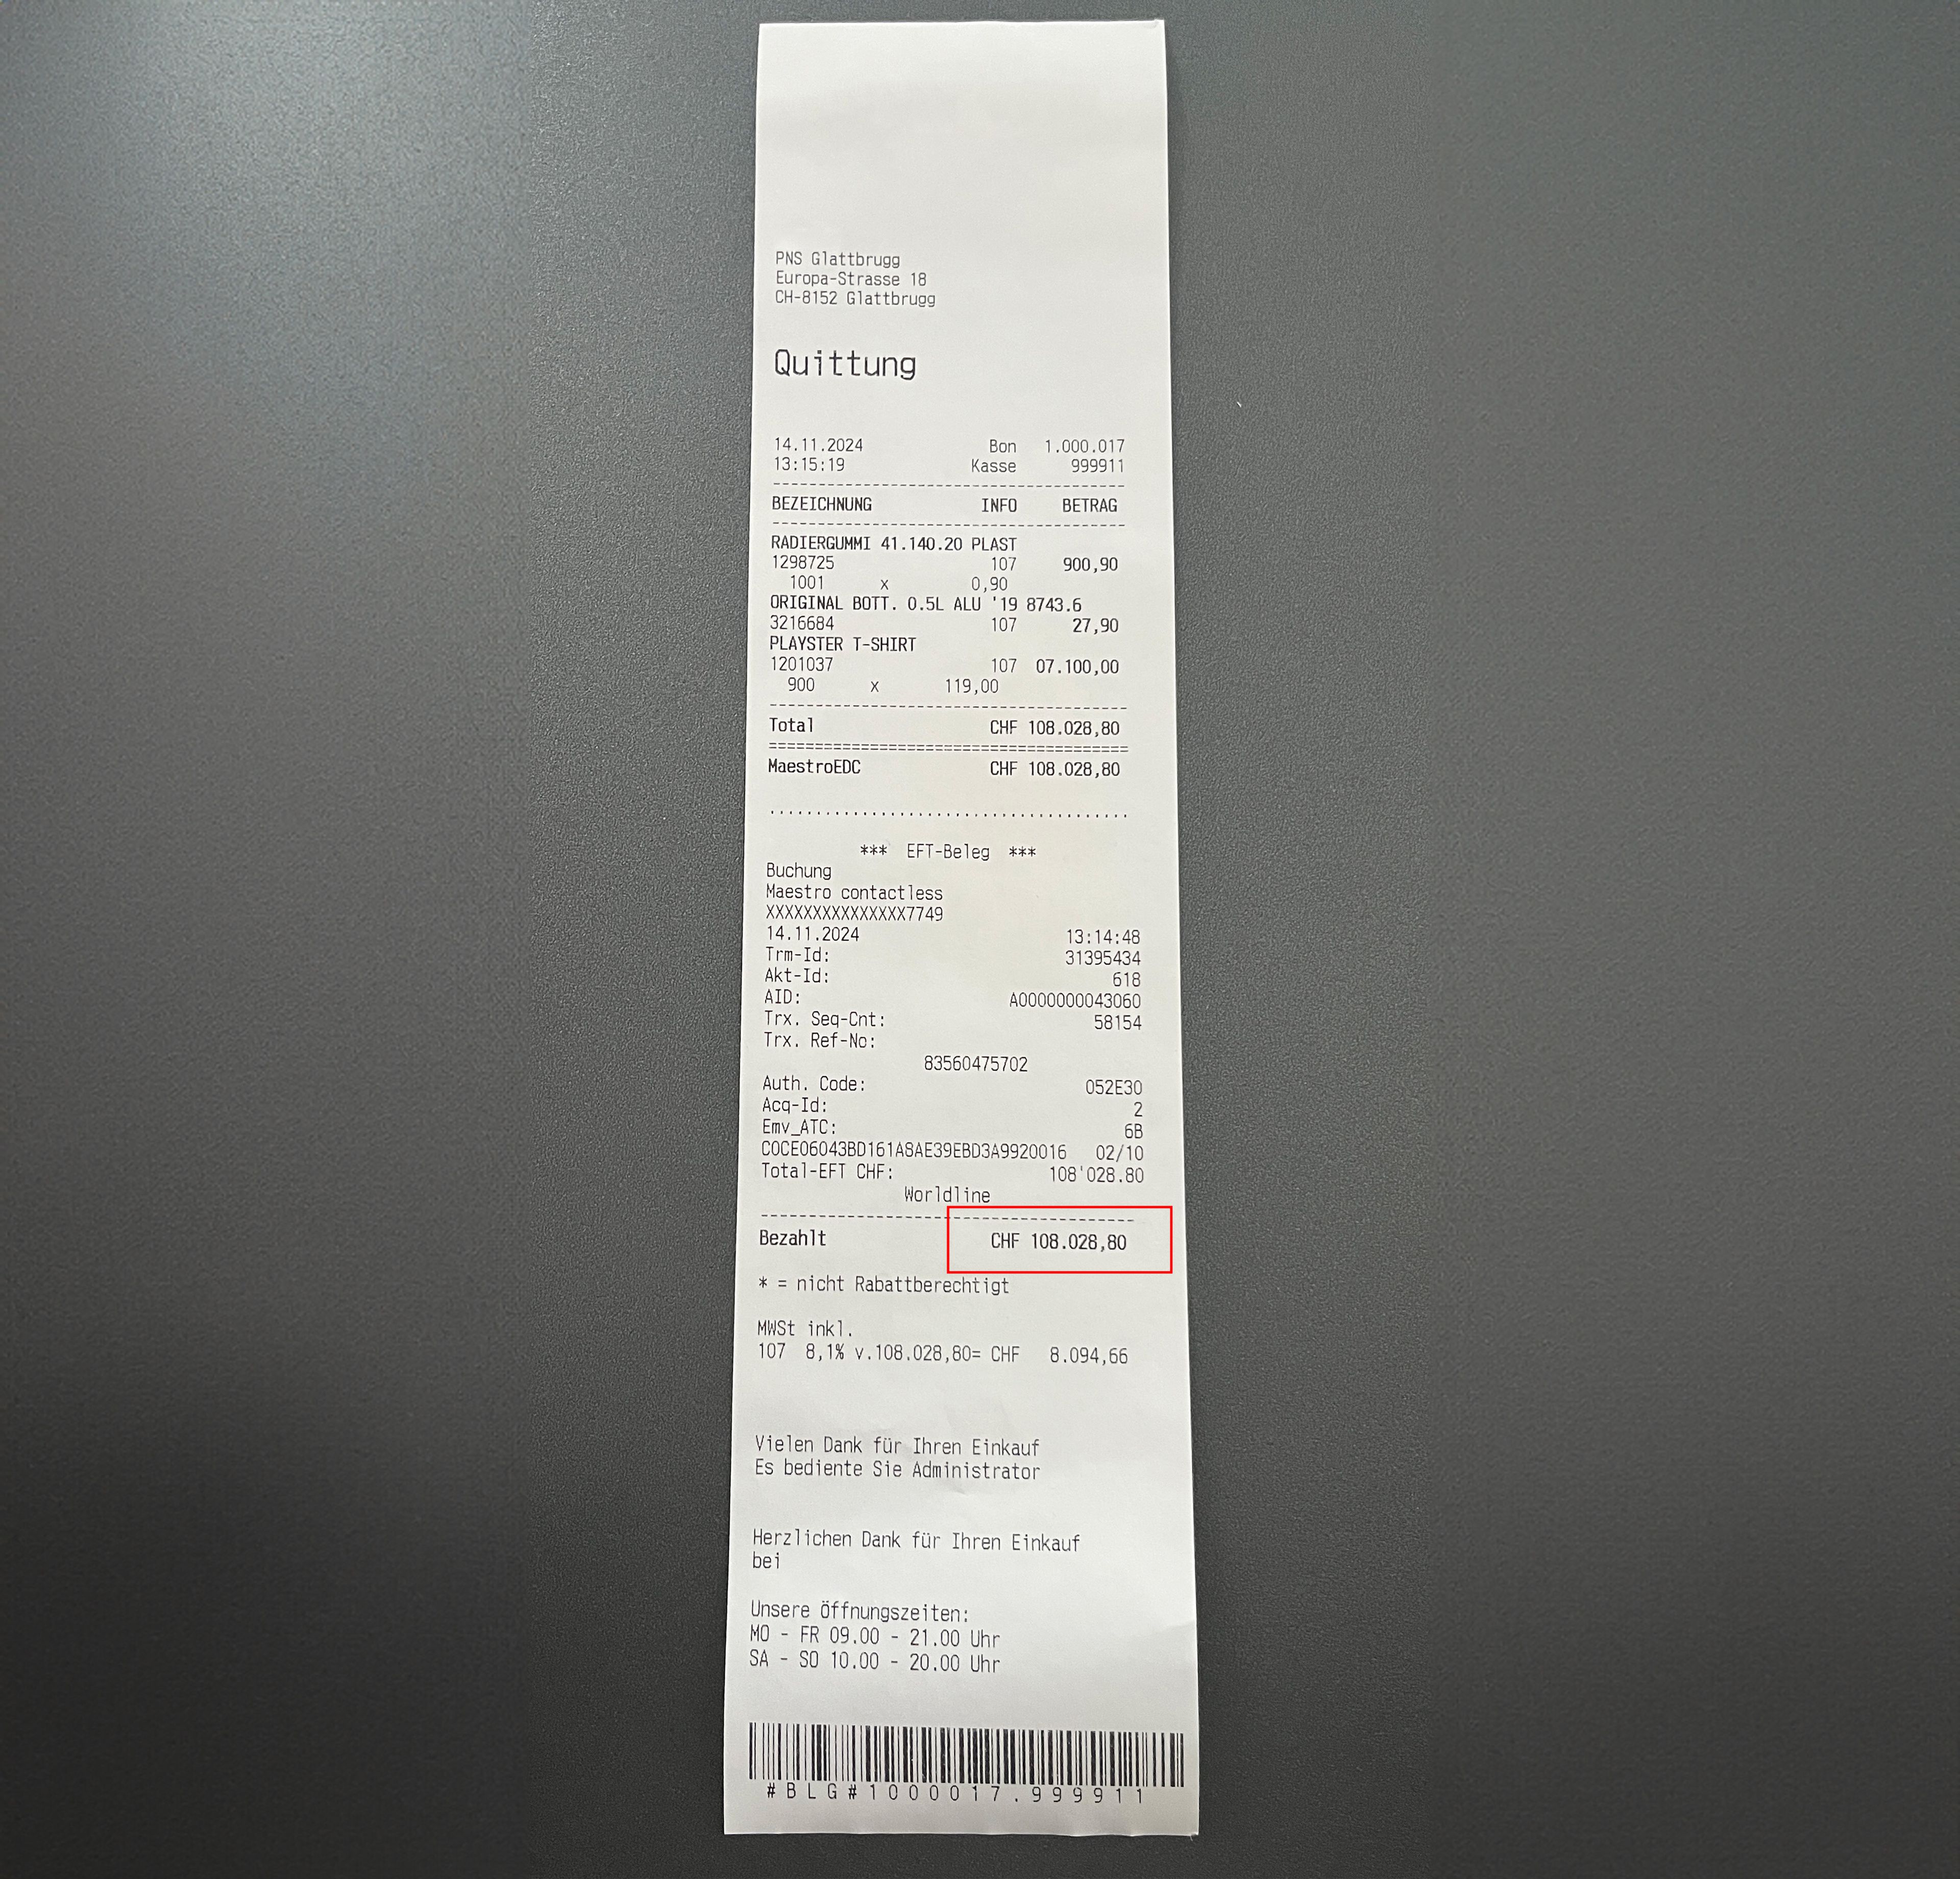 PNS Glattbrugg
Europa-Strasse 18
CH-8152 Glattbrugg
Quittung
14.11.2024 Bon 1.000.017
13:15:19 Kasse 999911
---------------------------------------
BEZEICHNUNG INFO BETRAG
---------------------------------------
RADIERGUMMI 41.140.20 PLAST
1298725 107 900,90
1001 x 0,90
ORIGINAL BOTT. 0.5L ALU '19 8743.6
3216684 107 27,90
PLAYSTER T-SHIRT
1201037 107 07.100,00
900 x 119,00
---------------------------------------
Total CHF 108.028,80
=======================================
MaestroEDC CHF 108.028,80
.......................................
*** EFT-Beleg ***
Buchung
Maestro contactless
XXXXXXXXXXXXXXX7749
14.11.2024 13:14:48
Trm-Id: 31395434
Akt-Id: 618
AID: A0000000043060
Trx. Seq-Cnt: 58154
Trx. Ref-No:
83560475702
Auth. Code: 052E30
Acq-Id: 2
Emv_ATC: 6B
C0CE06043BD161A8AE39EBD3A9920016 02/10
Total-EFT CHF: 108'028.80
Worldline
---------------------------------------
Bezahlt CHF 108.028,80
* = nicht Rabattberechtigt
MWSt inkl.
107 8,1% v.108.028,80= CHF 8.094,66
Vielen Dank für Ihren Einkauf
Es bediente Sie Administrator
Herzlichen Dank für Ihren Einkauf
bei
Unsere Öffnungszeiten:
MO - FR 09.00 - 21.00 Uhr
SA - SO 10.00 - 20.00 Uhr
#BLG#1000017.999911